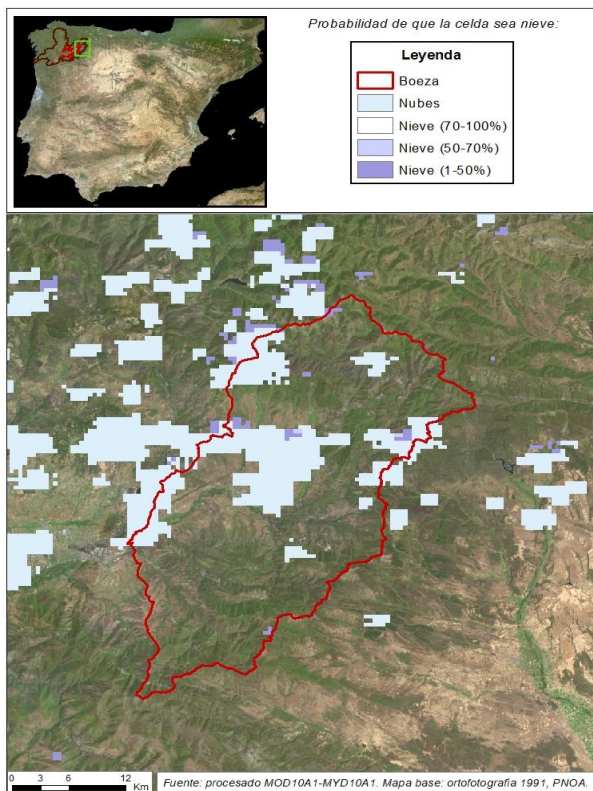 Probabilidad de que la celda sea nieve:
Leyenda
Boeza
Nubes
Nieve (70-100%)
Nieve (50-70%)
Nieve (1-50%)
0 3 6 12
Km
Fuente: procesado MOD10A1-MYD10A1. Mapa base: ortofotografía 1991, PNOA.